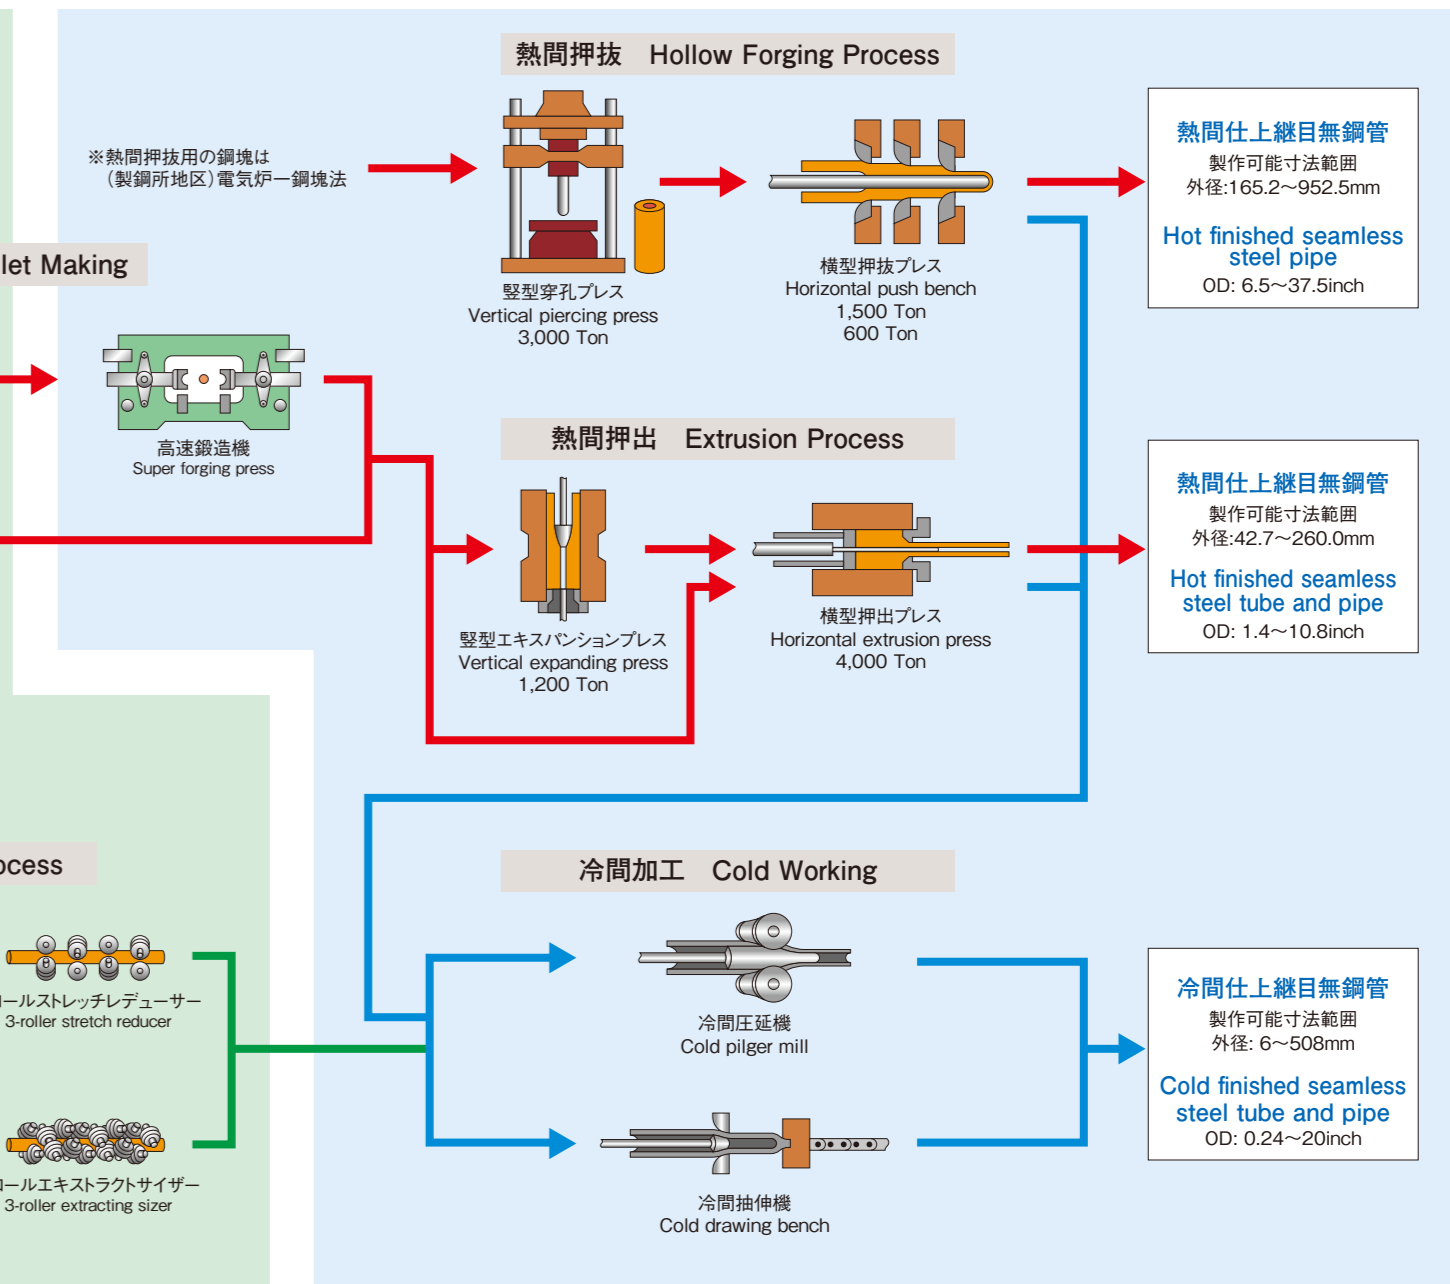 熱間押抜　Hollow Forging Process
※熱間押抜用の鋼塊は
（製鋼所地区）電気炉ー鋼塊法
竪型穿孔プレス
Vertical piercing press
3,000 Ton
横型押抜プレス
Horizontal push bench
1,500 Ton
600 Ton
熱間仕上継目無鋼管
製作可能寸法範囲
外径:165.2～952.5mm
Hot finished seamless
steel pipe
OD: 6.5～37.5inch
let Making
高速鍛造機
Super forging press
熱間押出　Extrusion Process
竪型エキスパンションプレス
Vertical expanding press
1,200 Ton
横型押出プレス
Horizontal extrusion press
4,000 Ton
熱間仕上継目無鋼管
製作可能寸法範囲
外径:42.7～260.0mm
Hot finished seamless
steel tube and pipe
OD: 1.4～10.8inch
ocess
ールストレッチレデューサー
3-roller stretch reducer
ールエキストラクトサイザー
3-roller extracting sizer
冷間加工　Cold Working
冷間圧延機
Cold pilger mill
冷間抽伸機
Cold drawing bench
冷間仕上継目無鋼管
製作可能寸法範囲
外径: 6～508mm
Cold finished seamless
steel tube and pipe
OD: 0.24～20inch